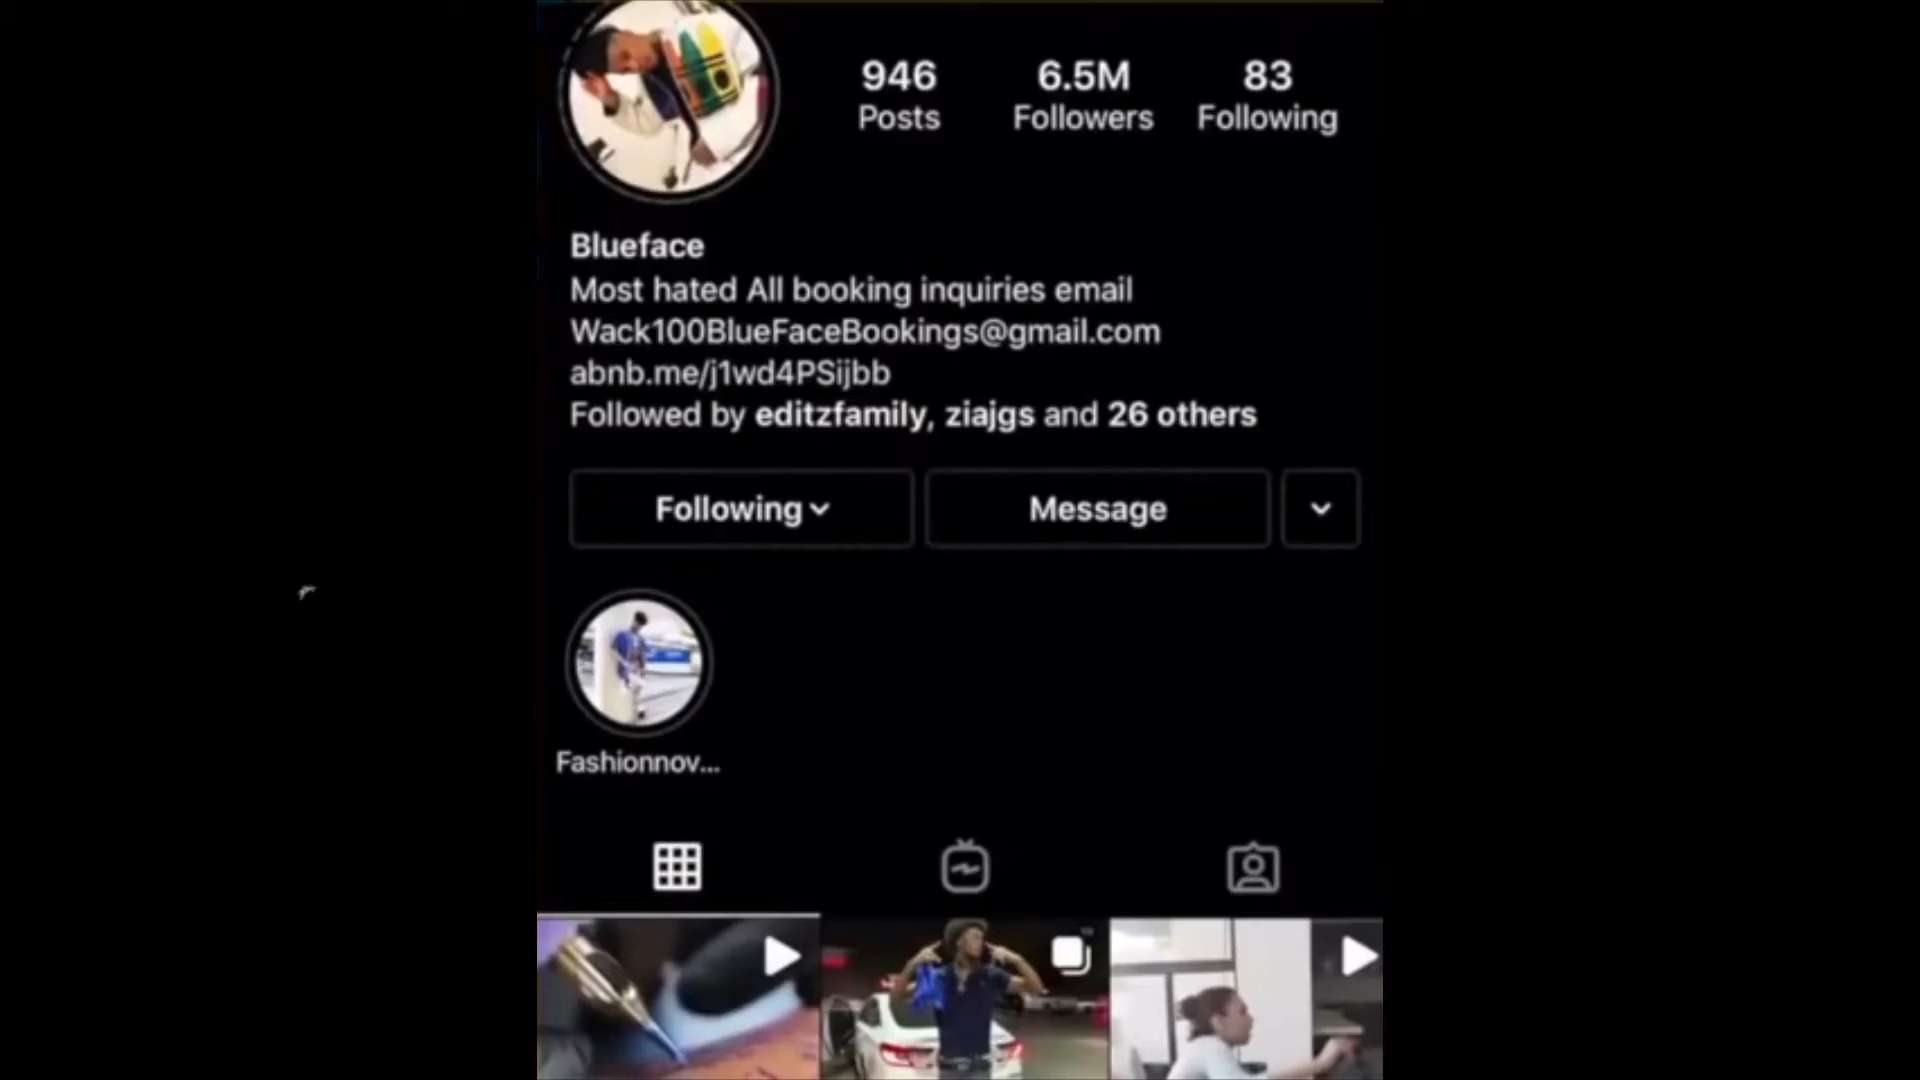 946 6.5M 83
Posts Followers Following
Blueface
Most hated All booking inquiries email
Wack100BlueFaceBookings@gmail.com
abnb.me/j1wd4PSijbb
Followed by editzfamily, ziajgs and 26 others
Following Message
Fashionnov...